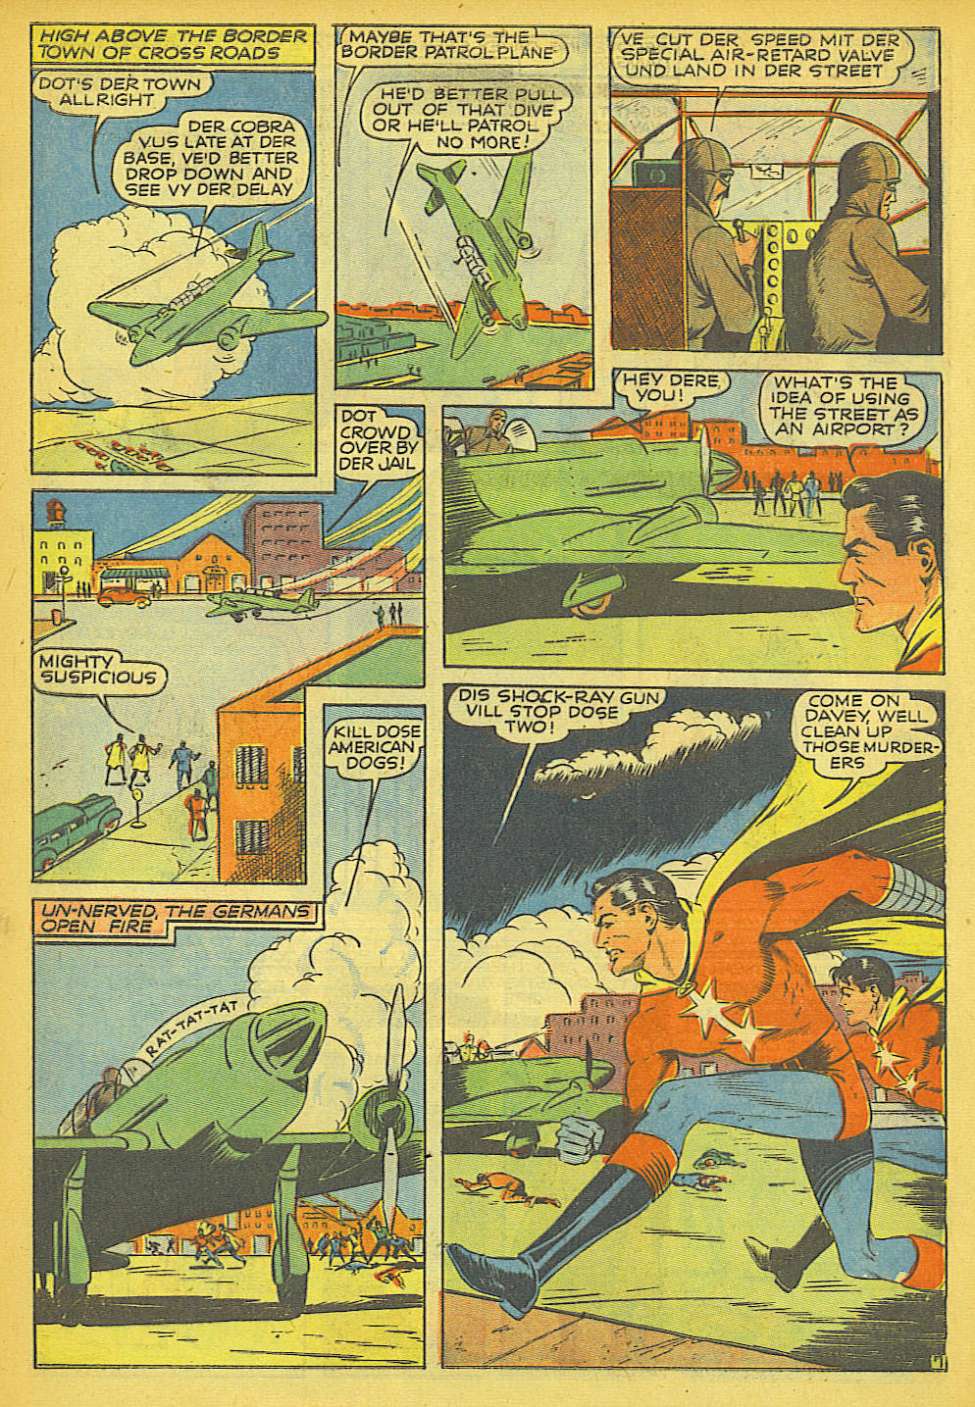 HIGH ABOVE THE BORDER
TOWN OF CROSS ROADS
DOT'S DER TOWN
ALLRIGHT
DER COBRA
VUS LATE AT DER
BASE, VE'D BETTER
DROP DOWN AND
SEE VY DER DELAY
MAYBE THAT'S THE
BORDER PATROL PLANE
HE'D BETTER PULL
OUT OF THAT DIVE
OR HE'LL PATROL
NO MORE!
VE CUT DER SPEED MIT DER
SPECIAL AIR-RETARD VALVE
UND LAND IN DER STREET
DOT
CROWD
OVER BY
DER JAIL
MIGHTY
SUSPICIOUS
HEY DERE,
YOU!
WHAT'S THE
IDEA OF USING
THE STREET AS
AN AIRPORT?
UN-NERVED, THE GERMANS
OPEN FIRE
KILL DOSE
AMERICAN
DOGS!
RAT-TAT-TAT
DIS SHOCK-RAY GUN
VILL STOP DOSE
TWO!
COME ON
DAVEY, WE'LL
CLEAN UP
THOSE MURDER-
ERS
7